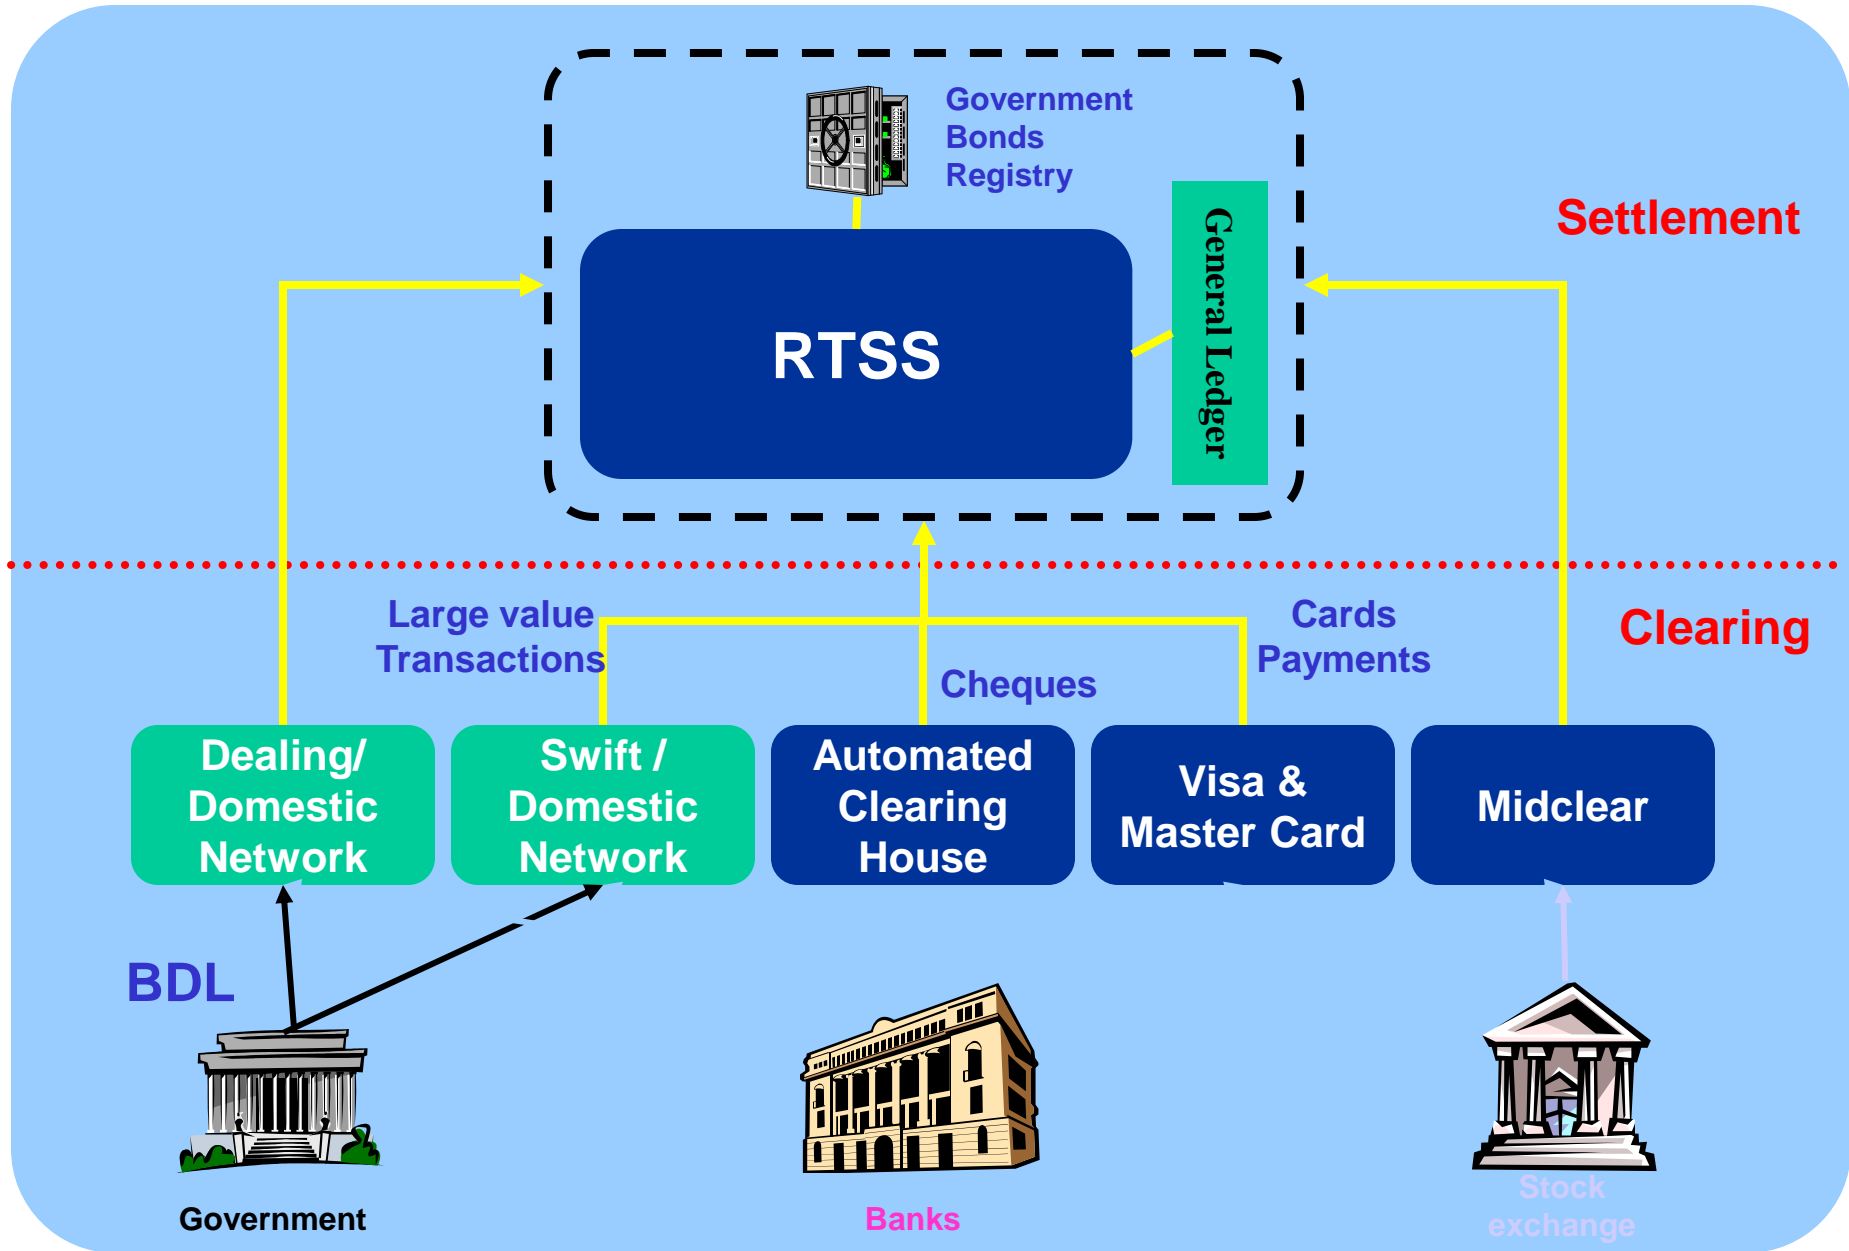 Government
Bonds
Registry
Settlement
General Ledger
RTSS
Large value
Transactions
Cards
Payments
Clearing
Cheques
Dealing/
Domestic
Network
Swift /
Domestic
Network
Automated
Clearing
House
Visa &
Master Card
Midclear
BDL
Government
Banks
Stock
exchange